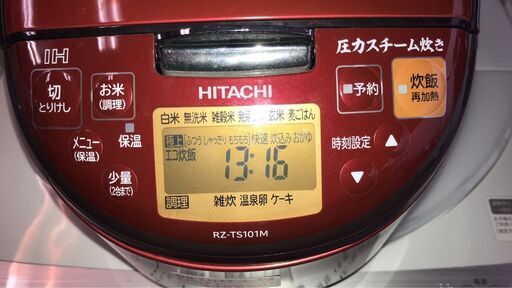 IH
圧力スチーム炊き
HITACHI
切
とりけし
お米
(調理)
予約
炊飯
再加熱
白米 無洗米 雑穀米 玄米 麦ごはん
極上 ふつう しゃっきり もちもち 快速 炊込み おかゆ
エコ炊飯
13:16
調理 雑炊 温泉卵 ケーキ
メニュー
(保温)
保温
時刻設定
少量
(2合まで)
RZ-TS101M